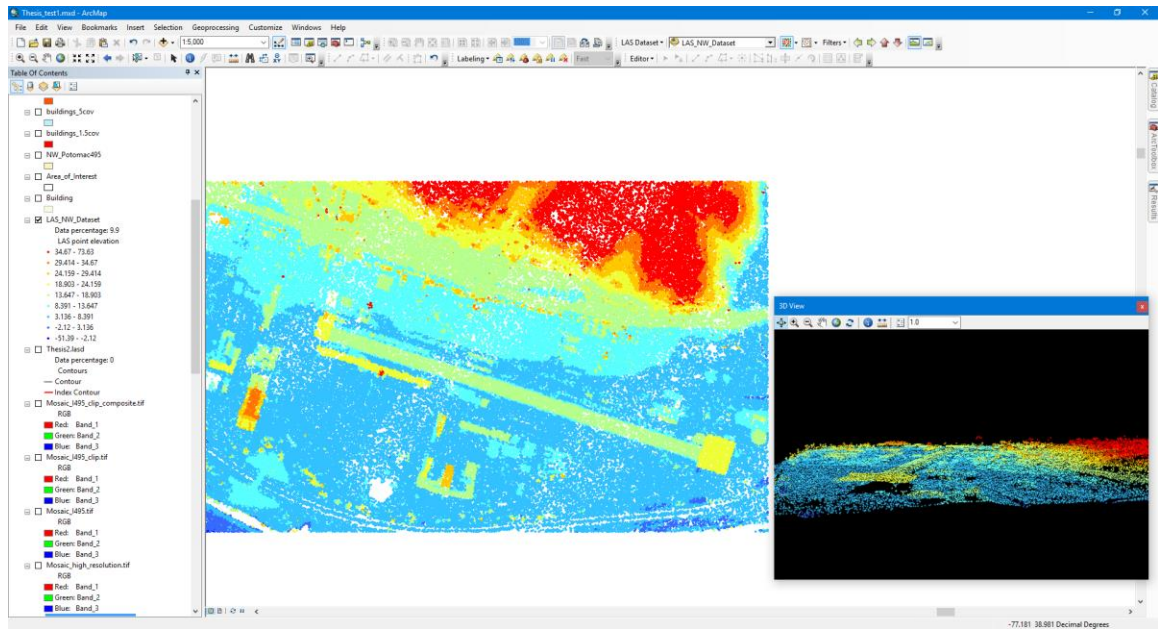 Thesis_test1.mxd - ArcMap
File Edit View Bookmarks Insert Selection Geoprocessing Customize Windows Help
1:5,000
LAS Dataset LAS_NW_Dataset Filters
Labeling Fast Editor
Table Of Contents
buildings_5cov
buildings_1.5cov
NW_Potomac495
Area_of_Interest
Building
LAS_NW_Dataset
Data percentage: 9.9
LAS point elevation
34.67 - 73.63
29.414 - 34.67
24.159 - 29.414
18.903 - 24.159
13.647 - 18.903
8.391 - 13.647
3.136 - 8.391
-2.12 - 3.136
-51.39 - -2.12
Thesis2.lasd
Data percentage: 0
Contours
Contour
Index Contour
Mosaic_I495_clip_composite.tif
RGB
Red: Band_1
Green: Band_2
Blue: Band_3
Mosaic_I495_clip.tif
RGB
Red: Band_1
Green: Band_2
Blue: Band_3
Mosaic_I495.tif
RGB
Red: Band_1
Green: Band_2
Blue: Band_3
Mosaic_high_resolution.tif
RGB
Red: Band_1
Green: Band_2
Blue: Band_3
3D View
1.0
Catalog
ArcToolbox
Results
-77.181 38.981 Decimal Degrees